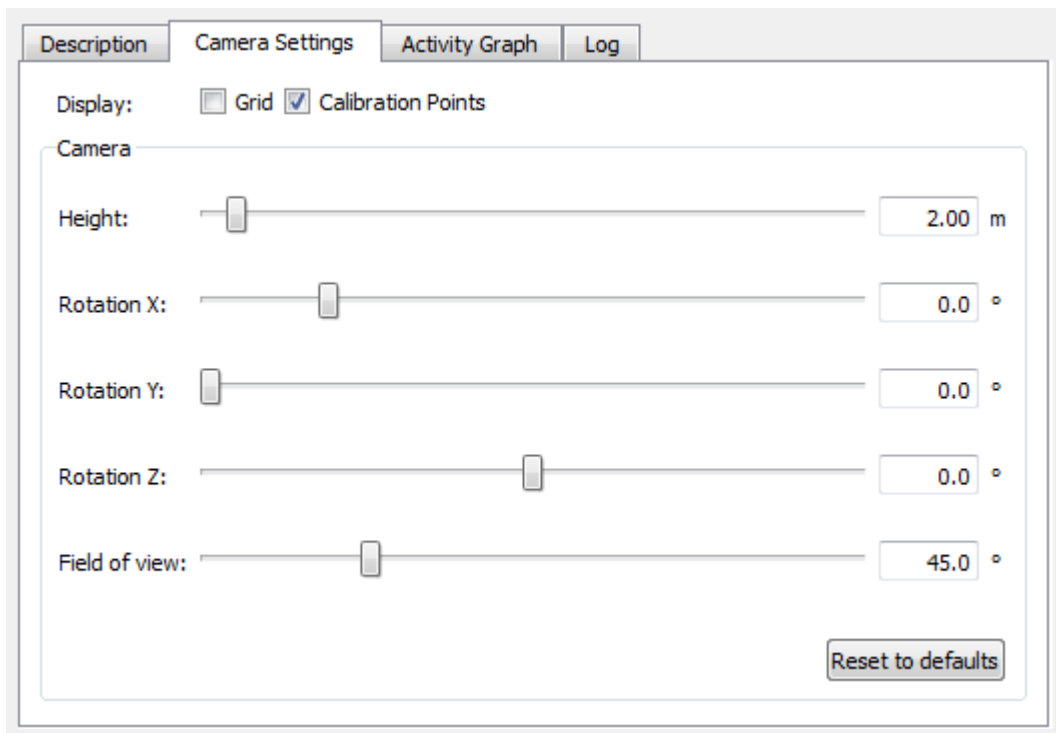 Description Camera Settings Activity Graph Log
Display: Grid Calibration Points
Camera
Height: 2.00 m
Rotation X: 0.0 °
Rotation Y: 0.0 °
Rotation Z: 0.0 °
Field of view: 45.0 °
Reset to defaults